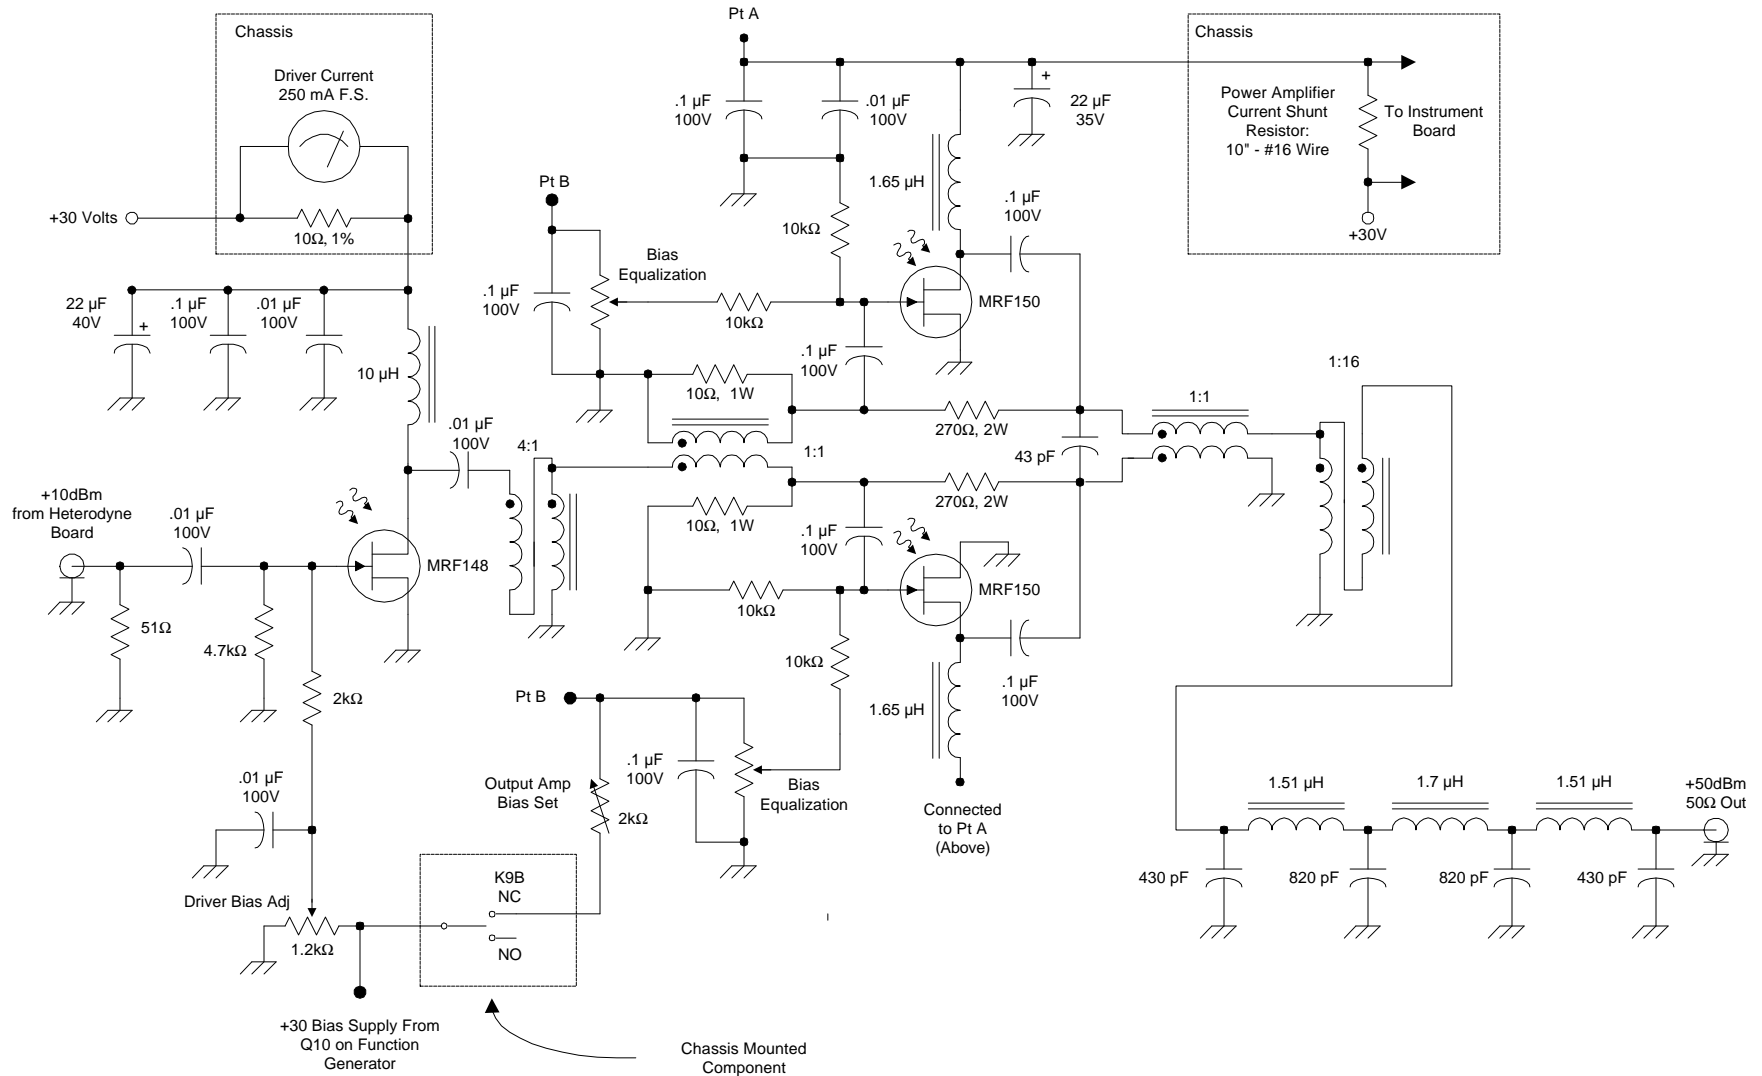 Pt A
Chassis
Chassis
Driver Current
250 mA F.S.
.1 µF
100V
.01 µF
100V
+
22 µF
35V
Power Amplifier
Current Shunt
Resistor:
10" - #16 Wire
To Instrument
Board
+30V
+30 Volts
10Ω, 1%
Pt B
1.65 µH
.1 µF
100V
10kΩ
Bias
Equalization
.1 µF
100V
10kΩ
MRF150
22 µF
40V
+
.1 µF
100V
.01 µF
100V
10 µH
.1 µF
100V
10Ω, 1W
1:16
1:1
270Ω, 2W
43 pF
.01 µF
100V
4:1
1:1
270Ω, 2W
10Ω, 1W
+10dBm
from Heterodyne
Board
.01 µF
100V
MRF148
.1 µF
100V
MRF150
10kΩ
51Ω
4.7kΩ
2kΩ
10kΩ
.1 µF
100V
1.65 µH
Pt B
.1 µF
100V
Output Amp
Bias Set
2kΩ
Bias
Equalization
Connected
to Pt A
(Above)
.01 µF
100V
1.51 µH
1.7 µH
1.51 µH
+50dBm
50Ω Out
430 pF
820 pF
820 pF
430 pF
Driver Bias Adj
1.2kΩ
K9B
NC
NO
+30 Bias Supply From
Q10 on Function
Generator
Chassis Mounted
Component